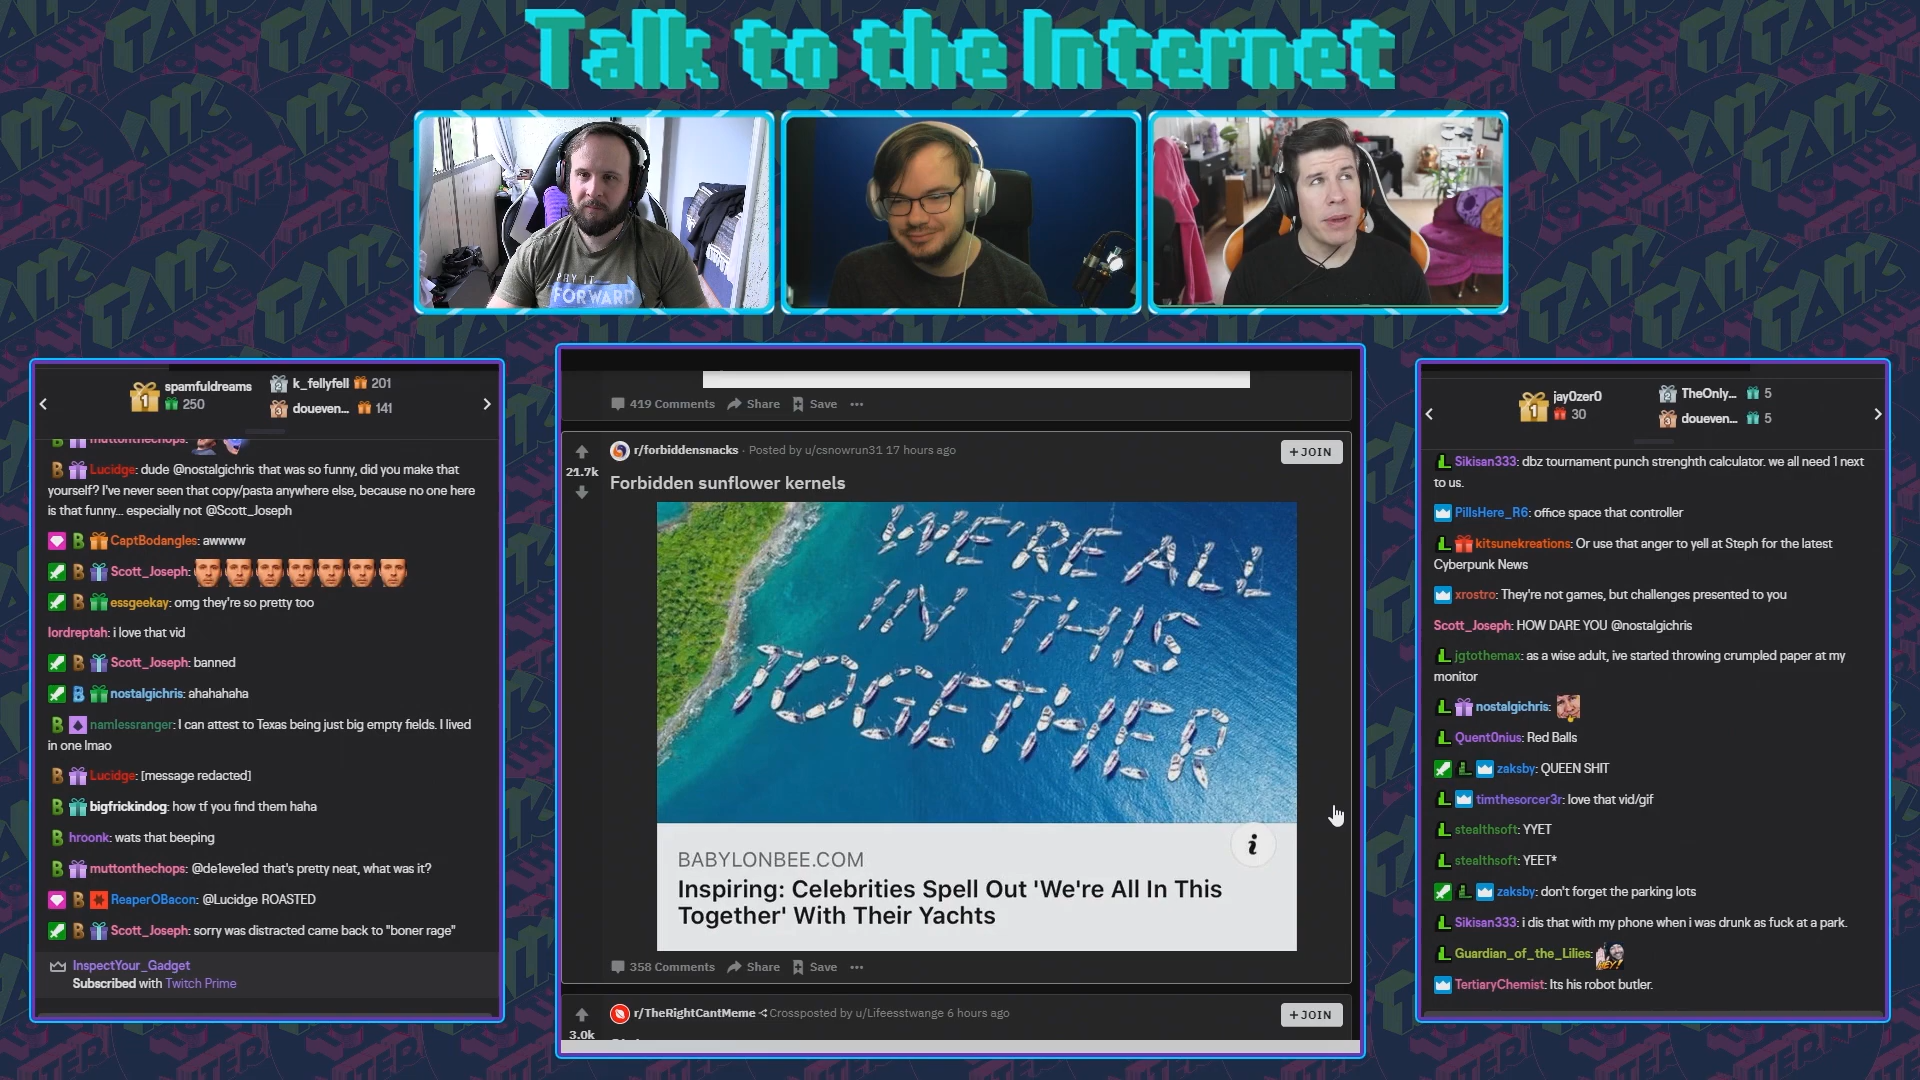 Talk to the Internet
PAY IT
FORWARD
spamfuldreams
250
k_fellyfell 201
doueven... 141
muttonthechops:
Lucidge: dude @nostalgichris that was so funny, did you make that
yourself? I've never seen that copy/pasta anywhere else, because no one here
is that funny... especially not @Scott_Joseph
CaptBodangles: awwww
Scott_Joseph:
essgeekay: omg they're so pretty too
lordreptah: i love that vid
Scott_Joseph: banned
nostalgichris: ahahahaha
namlessranger: I can attest to Texas being just big empty fields. I lived
in one lmao
Lucidge: [message redacted]
bigfrickindog: how tf you find them haha
hroonk: wats that beeping
muttonthechops: @de1eve1ed that's pretty neat, what was it?
ReaperOBacon: @Lucidge ROASTED
Scott_Joseph: sorry was distracted came back to "boner rage"
InspectYour_Gadget
Subscribed with Twitch Prime
419 Comments Share Save ...
21.7k
r/forbiddensnacks · Posted by u/csnowrun31 17 hours ago
+ JOIN
Forbidden sunflower kernels
WE'RE ALL
IN THIS
TOGETHER
BABYLONBEE.COM
Inspiring: Celebrities Spell Out 'We're All In This
Together' With Their Yachts
358 Comments Share Save ...
3.0k
r/TheRightCantMeme Crossposted by u/Lifeesstwange 6 hours ago
+ JOIN
jay0zer0
30
TheOnly... 5
doueven... 5
Sikisan333: dbz tournament punch strenghth calculator. we all need 1 next
to us.
PillsHere_R6: office space that controller
kitsunekreations: Or use that anger to yell at Steph for the latest
Cyberpunk News
xrostro: They're not games, but challenges presented to you
Scott_Joseph: HOW DARE YOU @nostalgichris
jgtothemax: as a wise adult, ive started throwing crumpled paper at my
monitor
nostalgichris:
Quent0nius: Red Balls
zaksby: QUEEN SHIT
timthesorcer3r: love that vid/gif
stealthsoft: YYET
stealthsoft: YEET*
zaksby: don't forget the parking lots
Sikisan333: i dis that with my phone when i was drunk as fuck at a park.
Guardian_of_the_Lilies: HEY!
TertiaryChemist: Its his robot butler.